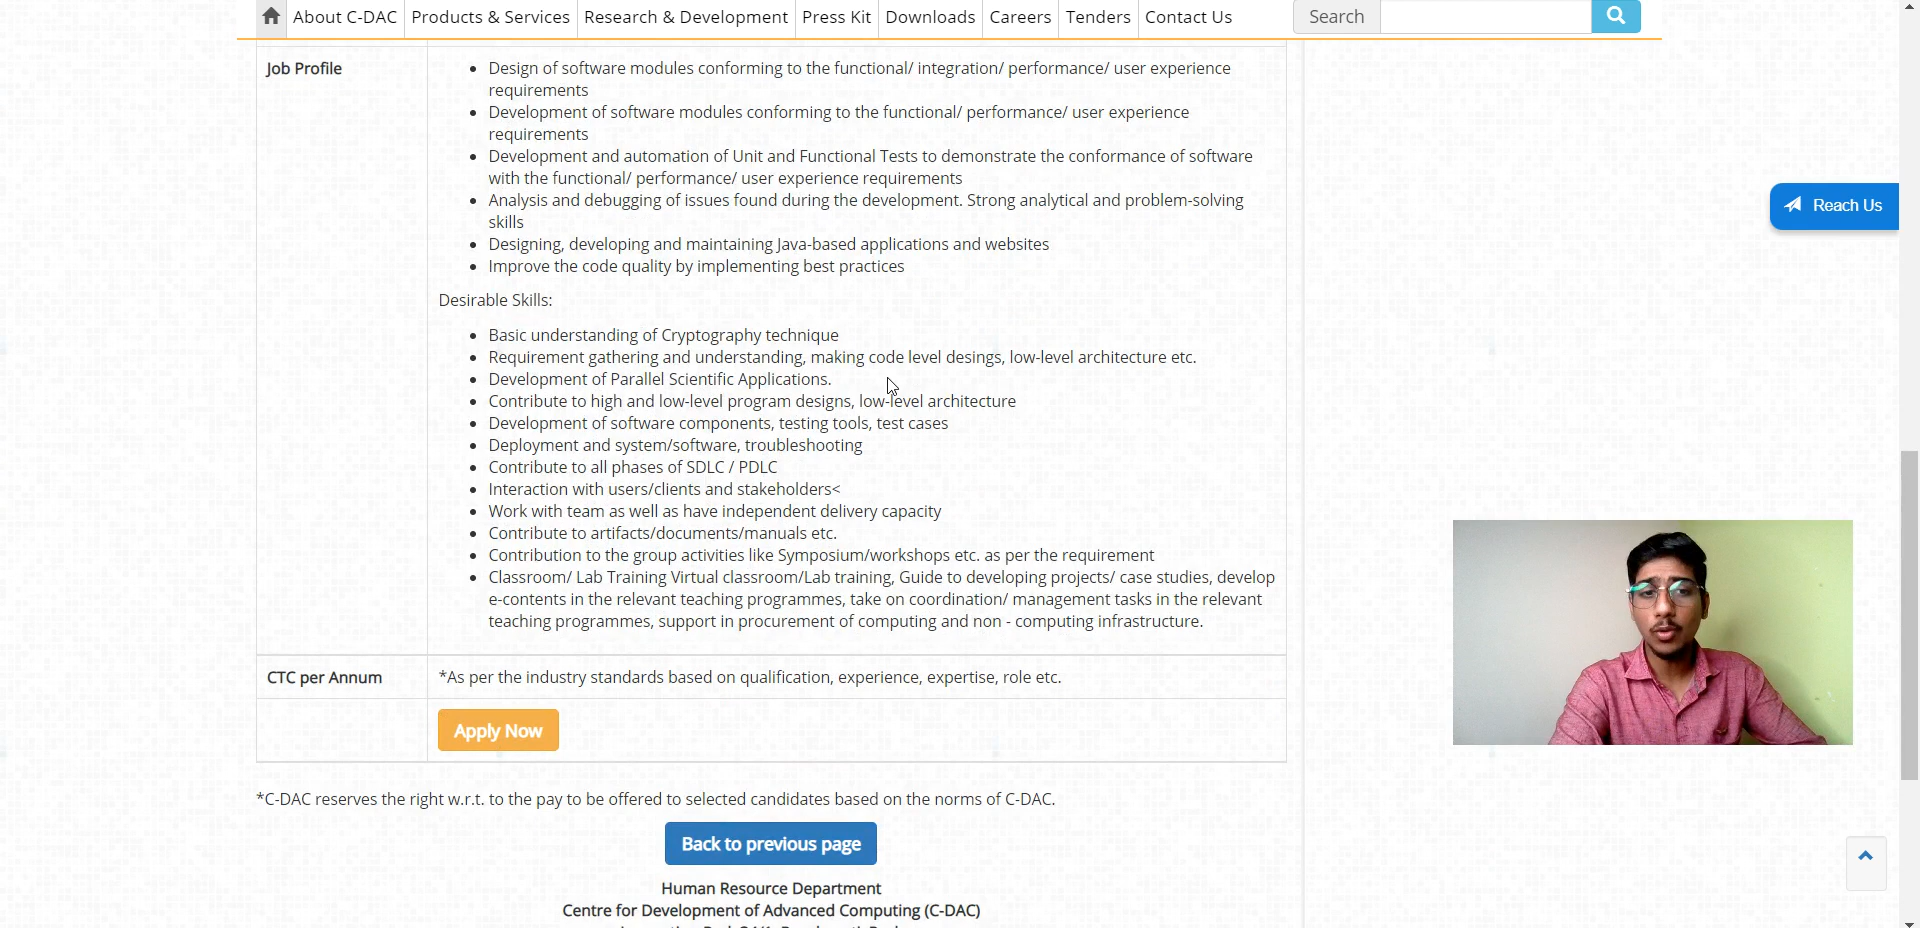 About C-DAC Products & Services Research & Development Press Kit Downloads Careers Tenders Contact Us Search
Job Profile
Design of software modules conforming to the functional/ integration/ performance/ user experience
requirements
Development of software modules conforming to the functional/ performance/ user experience
requirements
Development and automation of Unit and Functional Tests to demonstrate the conformance of software
with the functional/ performance/ user experience requirements
Analysis and debugging of issues found during the development. Strong analytical and problem-solving
skills
Designing, developing and maintaining Java-based applications and websites
Improve the code quality by implementing best practices
Desirable Skills:
Basic understanding of Cryptography technique
Requirement gathering and understanding, making code level desings, low-level architecture etc.
Development of Parallel Scientific Applications.
Contribute to high and low-level program designs, low-level architecture
Development of software components, testing tools, test cases
Deployment and system/software, troubleshooting
Contribute to all phases of SDLC / PDLC
Interaction with users/clients and stakeholders<
Work with team as well as have independent delivery capacity
Contribute to artifacts/documents/manuals etc.
Contribution to the group activities like Symposium/workshops etc. as per the requirement
Classroom/ Lab Training Virtual classroom/Lab training, Guide to developing projects/ case studies, develop
e-contents in the relevant teaching programmes, take on coordination/ management tasks in the relevant
teaching programmes, support in procurement of computing and non - computing infrastructure.
CTC per Annum
*As per the industry standards based on qualification, experience, expertise, role etc.
Apply Now
*C-DAC reserves the right w.r.t. to the pay to be offered to selected candidates based on the norms of C-DAC.
Back to previous page
Human Resource Department
Centre for Development of Advanced Computing (C-DAC)
Reach Us